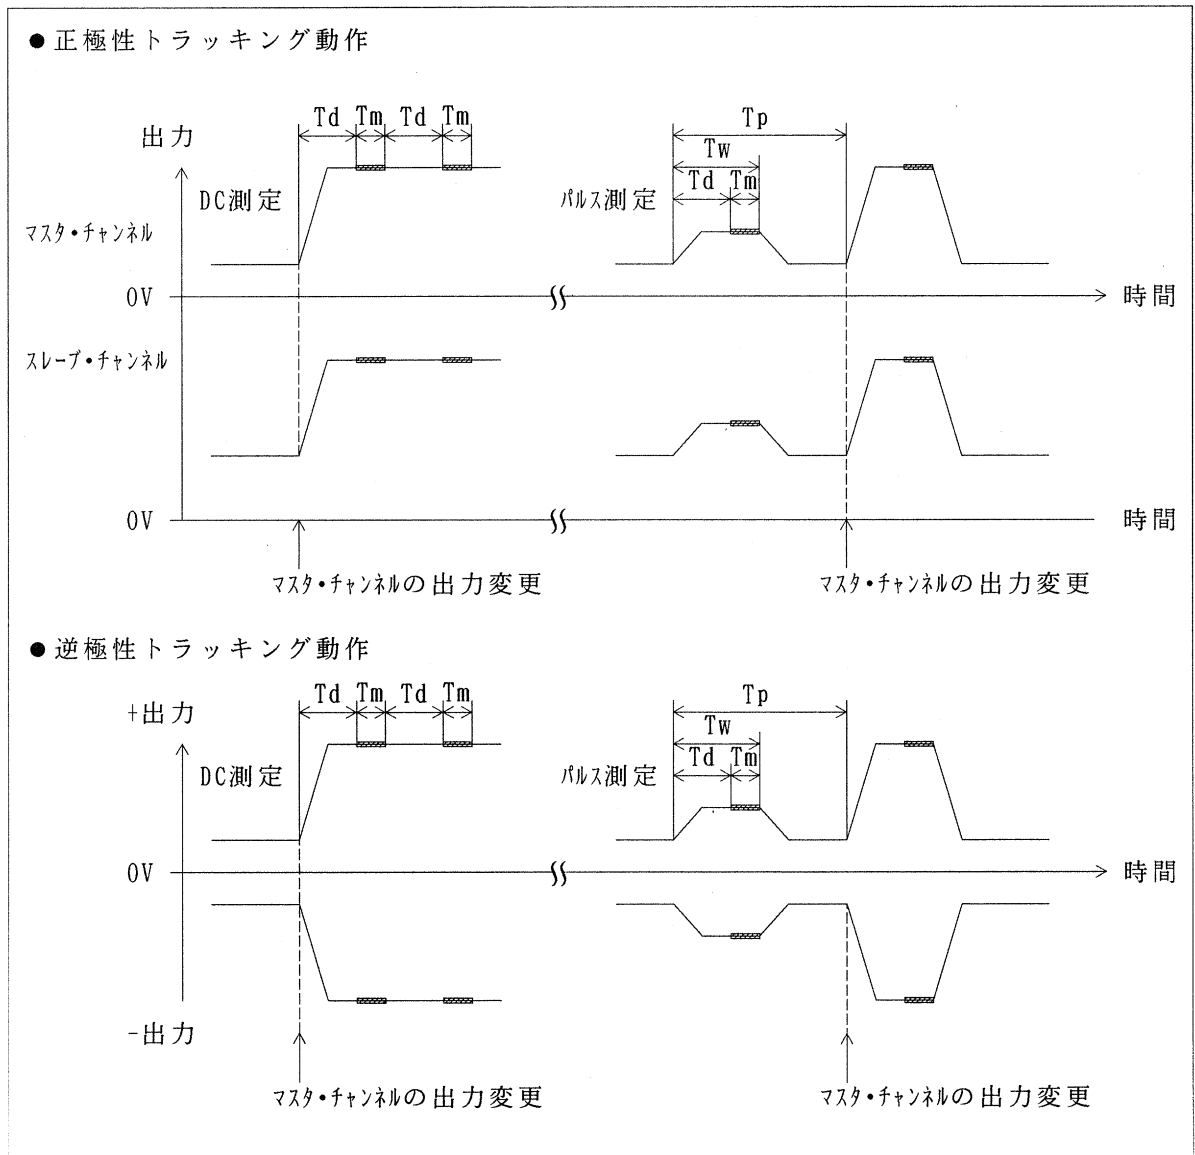 ● 正極性トラッキング動作
Td Tm Td Tm
Tp
出力
Tw
Td Tm
DC測定
パルス測定
マスタ・チャンネル
0V
時間
スレーブ・チャンネル
0V
時間
マスタ・チャンネルの出力変更
マスタ・チャンネルの出力変更
● 逆極性トラッキング動作
Td Tm Td Tm
Tp
+出力
Tw
Td Tm
DC測定
パルス測定
0V
時間
-出力
マスタ・チャンネルの出力変更
マスタ・チャンネルの出力変更